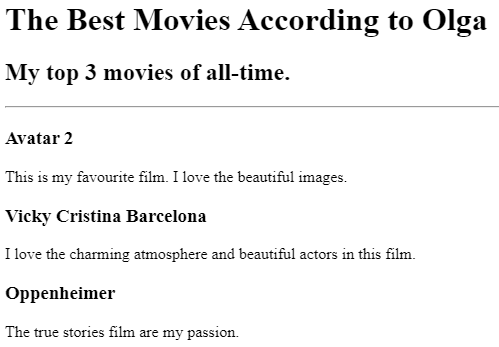 The Best Movies According to Olga
My top 3 movies of all-time.
Avatar 2
This is my favourite film. I love the beautiful images.
Vicky Cristina Barcelona
I love the charming atmosphere and beautiful actors in this film.
Oppenheimer
The true stories film are my passion.